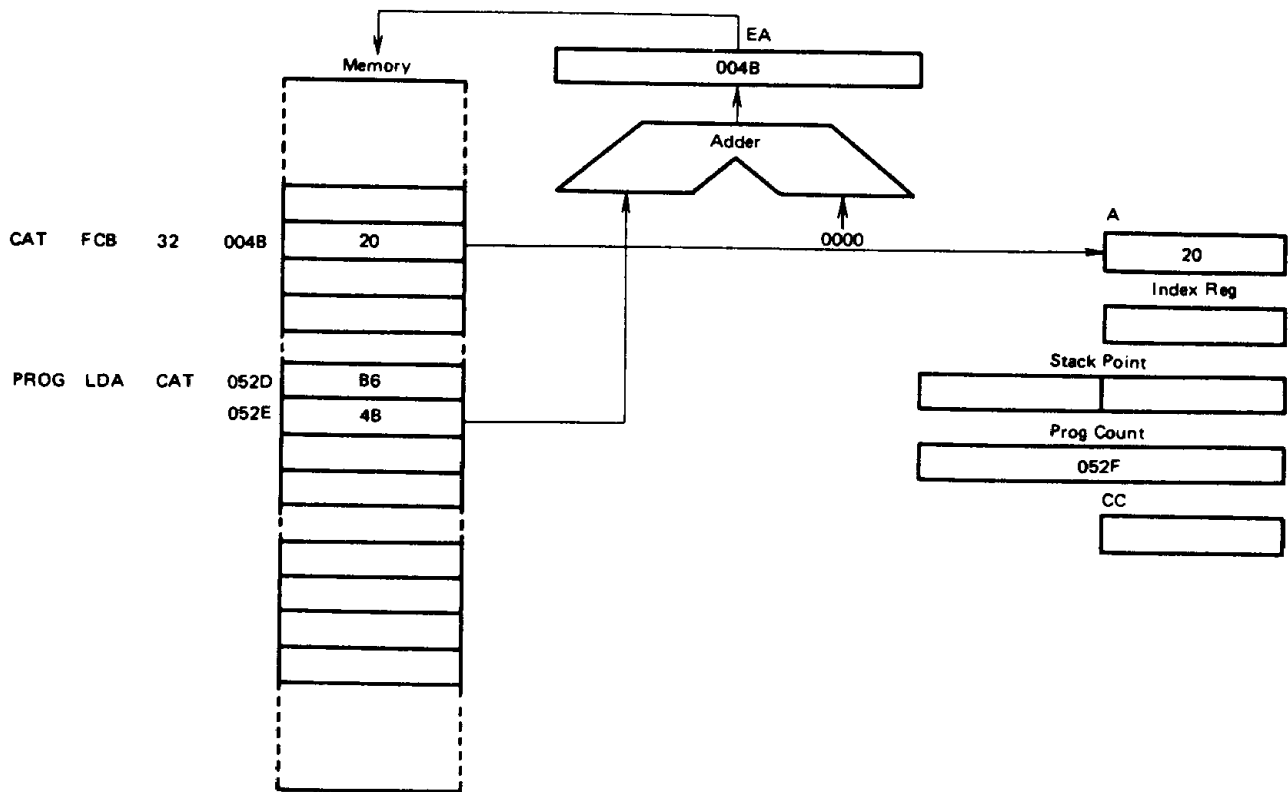 EA
004B
Memory
Adder
CAT FCB 32 004B 20
0000
A
20
Index Reg
PROG LDA CAT 052D B6
Stack Point
052E 4B
Prog Count
052F
CC